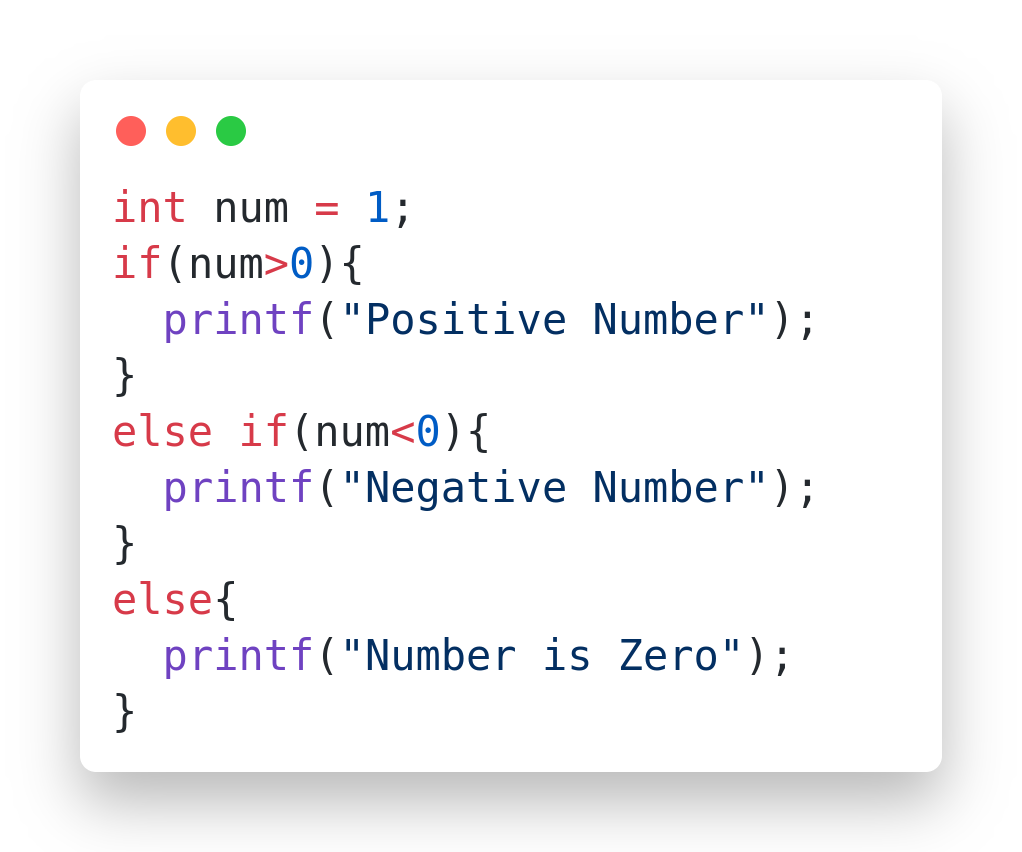 int num = 1;
if(num>0){
  printf("Positive Number");
}
else if(num<0){
  printf("Negative Number");
}
else{
  printf("Number is Zero");
}